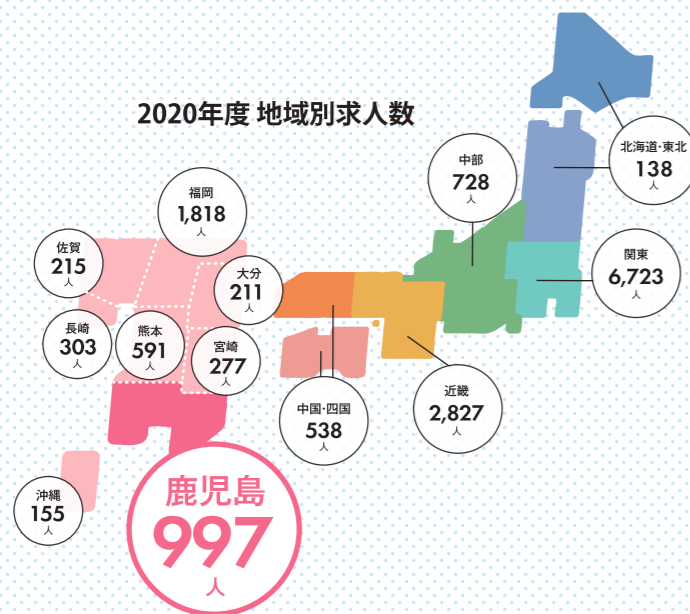 2020年度 地域別求人数
北海道・東北
138
人
中部
728
人
福岡
1,818
人
佐賀
215
人
大分
211
人
関東
6,723
人
長崎
303
人
熊本
591
人
宮崎
277
人
中国・四国
538
人
近畿
2,827
人
沖縄
155
人
鹿児島
997
人